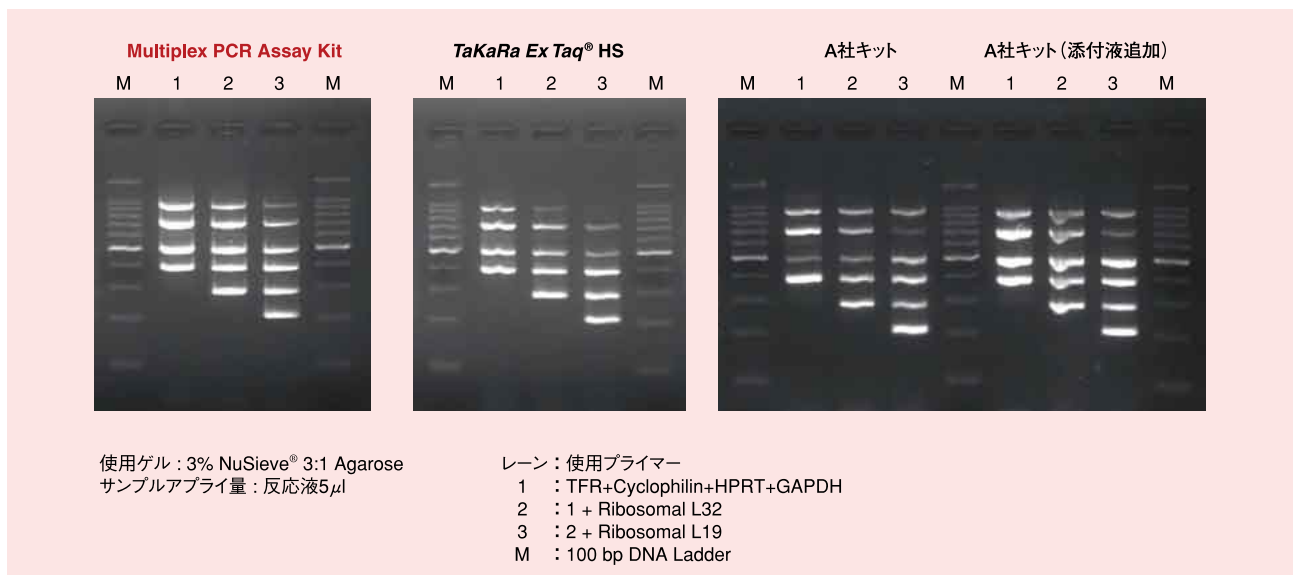 Multiplex PCR Assay Kit
TaKaRa Ex Taq® HS
A社キット
A社キット（添付液追加）
M 1 2 3 M
M 1 2 3 M
M 1 2 3 M 1 2 3 M
使用ゲル : 3% NuSieve® 3:1 Agarose
サンプルアプライ量 : 反応液5μl
レーン : 使用プライマー
1 : TFR+Cyclophilin+HPRT+GAPDH
2 : 1 + Ribosomal L32
3 : 2 + Ribosomal L19
M : 100 bp DNA Ladder